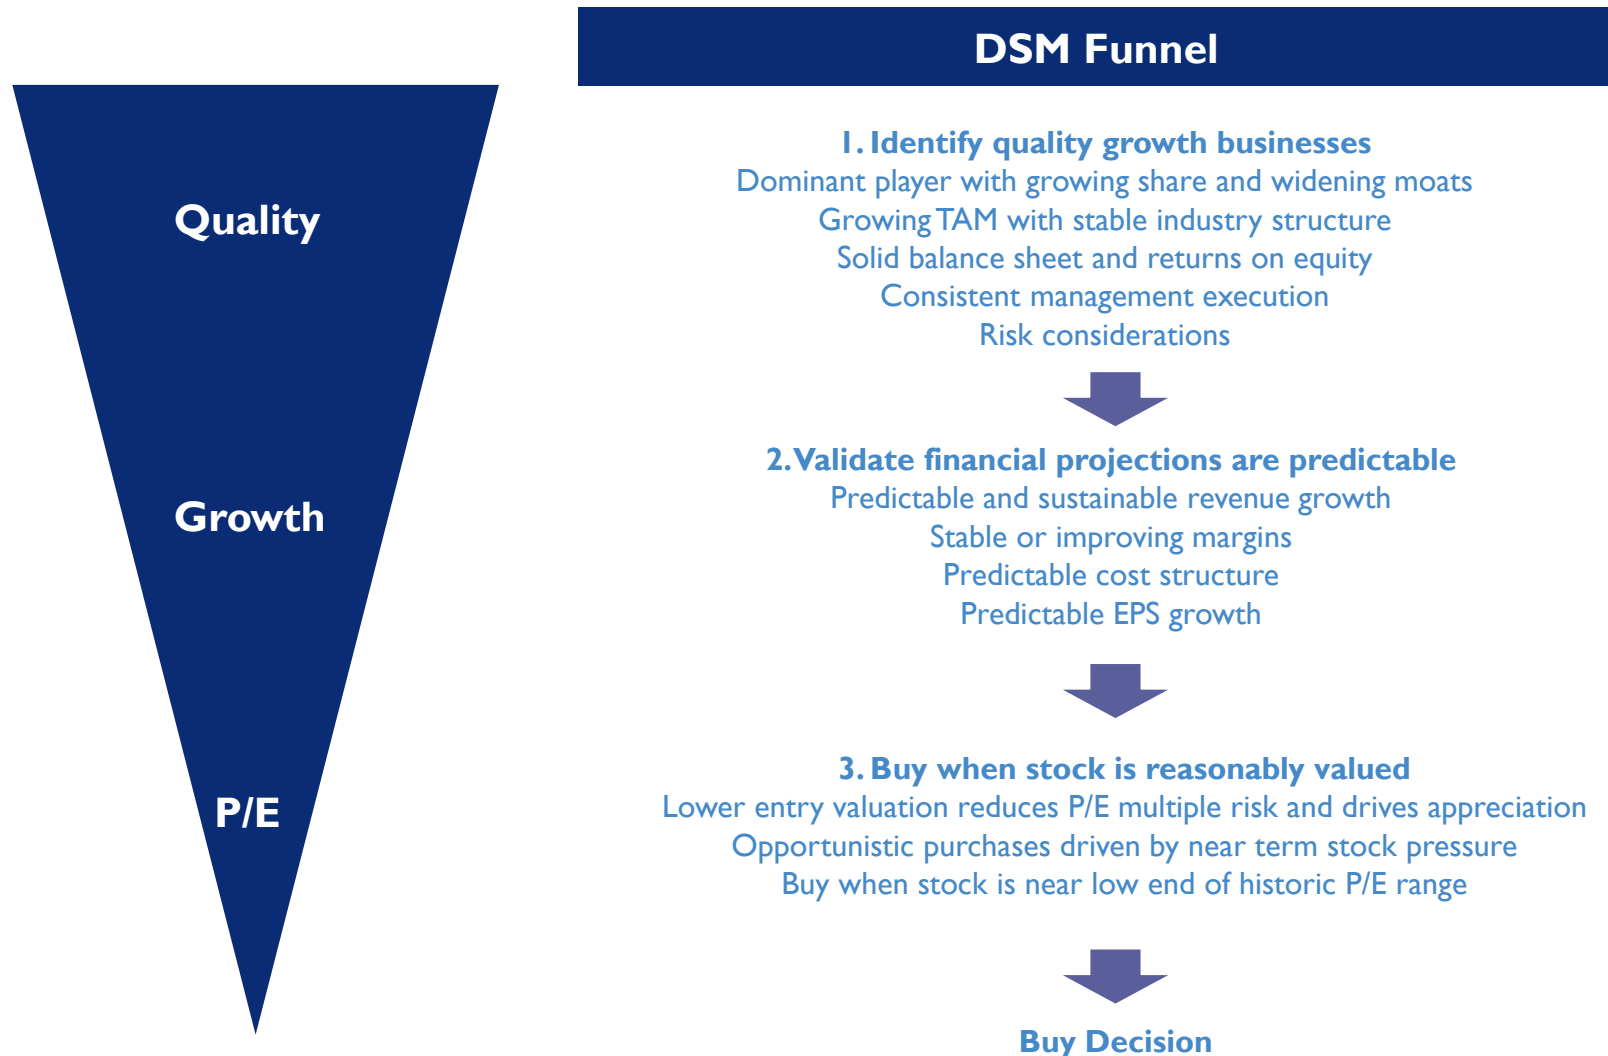 DSM Funnel
Quality
1. Identify quality growth businesses
Dominant player with growing share and widening moats
Growing TAM with stable industry structure
Solid balance sheet and returns on equity
Consistent management execution
Risk considerations
Growth
2. Validate financial projections are predictable
Predictable and sustainable revenue growth
Stable or improving margins
Predictable cost structure
Predictable EPS growth
P/E
3. Buy when stock is reasonably valued
Lower entry valuation reduces P/E multiple risk and drives appreciation
Opportunistic purchases driven by near term stock pressure
Buy when stock is near low end of historic P/E range
Buy Decision